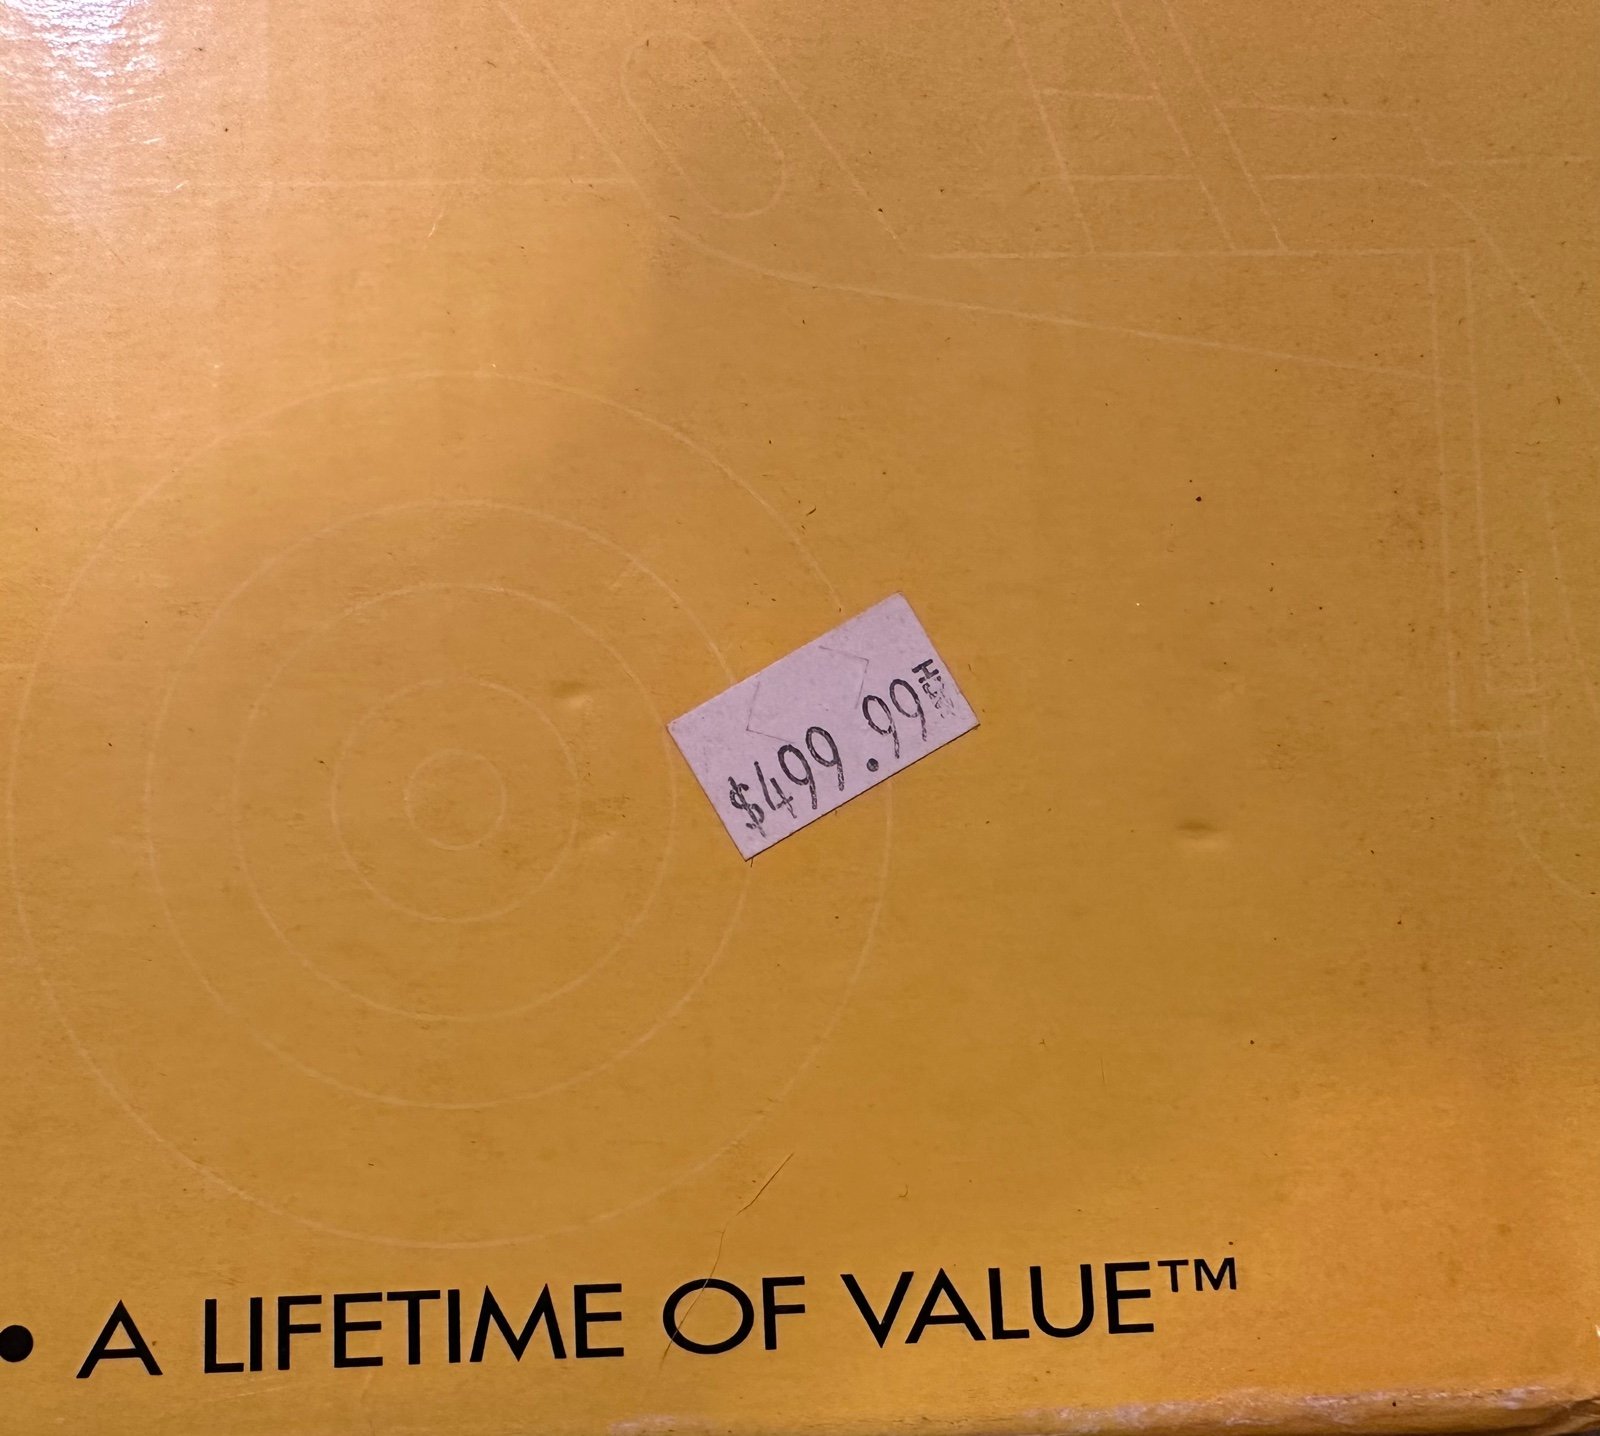 $499.99
• A LIFETIME OF VALUE™